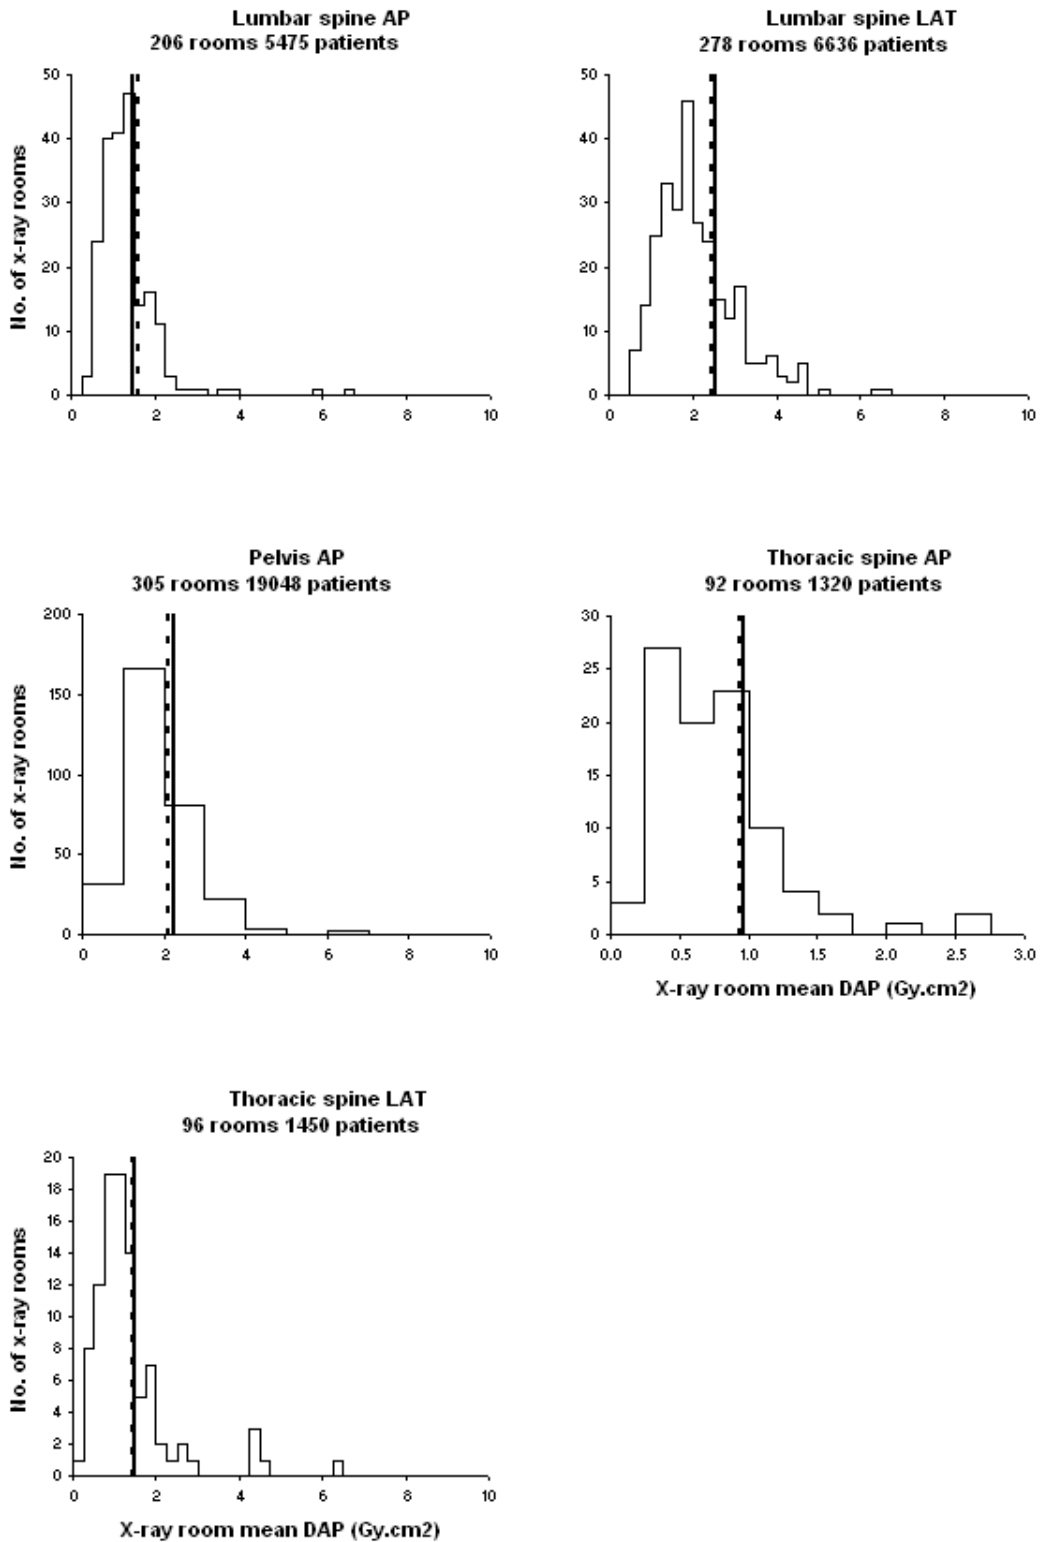 Lumbar spine AP
206 rooms 5475 patients
No. of x-ray rooms
50
40
30
20
10
0
0 2 4 6 8 10
Lumbar spine LAT
278 rooms 6636 patients
50
40
30
20
10
0
0 2 4 6 8 10
Pelvis AP
305 rooms 19048 patients
No. of x-ray rooms
200
150
100
50
0
0 2 4 6 8 10
Thoracic spine AP
92 rooms 1320 patients
30
25
20
15
10
5
0
0.0 0.5 1.0 1.5 2.0 2.5 3.0
X-ray room mean DAP (Gy.cm2)
Thoracic spine LAT
96 rooms 1450 patients
No. of x-ray rooms
20
18
16
14
12
10
8
6
4
2
0
0 2 4 6 8 10
X-ray room mean DAP (Gy.cm2)